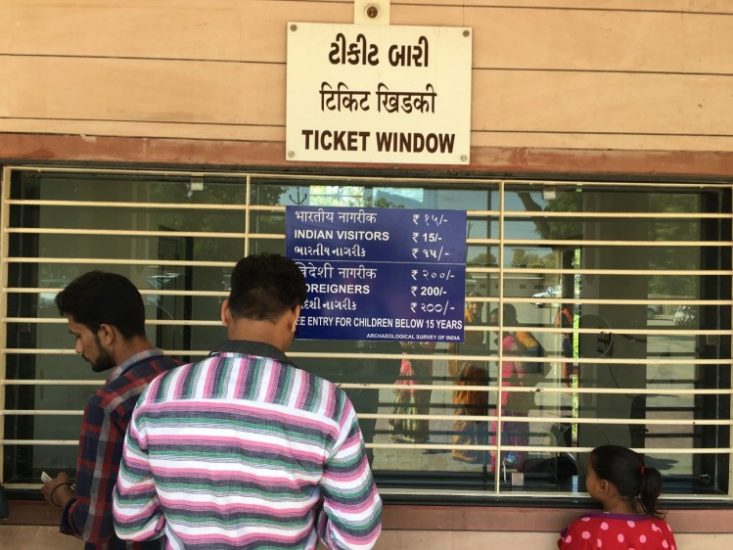 ટીકીટ બારી
टिकिट खिडकी
TICKET WINDOW
भारतीय नागरीक ₹ १५/-
INDIAN VISITORS ₹ 15/-
ભારતીય નાગરીક ₹ ૧૫/-
विदेशी नागरीक ₹ २००/-
FOREIGNERS ₹ 200/-
નાગરીક ₹ ૨૦૦/-
ENTRY FOR CHILDREN BELOW 15 YEARS
ARCHAEOLOGICAL SURVEY OF INDIA